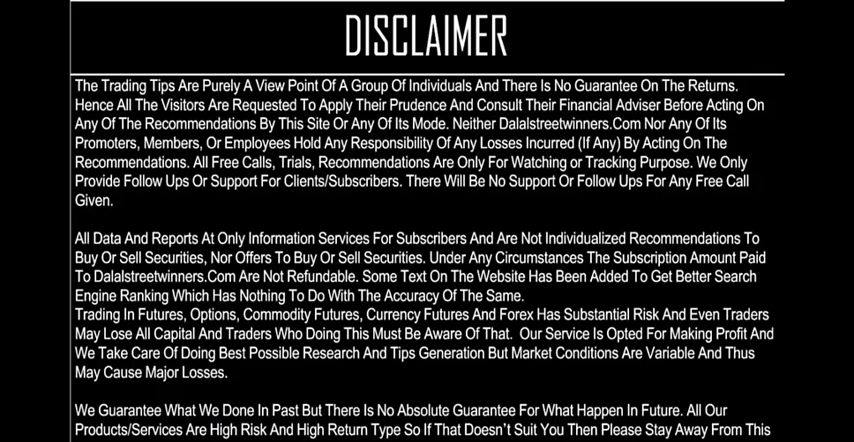 DISCLAIMER
The Trading Tips Are Purely A View Point Of A Group Of Individuals And There Is No Guarantee On The Returns.
Hence All The Visitors Are Requested To Apply Their Prudence And Consult Their Financial Adviser Before Acting On
Any Of The Recommendations By This Site Or Any Of Its Mode. Neither Dalalstreetwinners.Com Nor Any Of Its
Promoters, Members, Or Employees Hold Any Responsibility Of Any Losses Incurred (If Any) By Acting On The
Recommendations. All Free Calls, Trials, Recommendations Are Only For Watching or Tracking Purpose. We Only
Provide Follow Ups Or Support For Clients/Subscribers. There Will Be No Support Or Follow Ups For Any Free Call
Given.
All Data And Reports At Only Information Services For Subscribers And Are Not Individualized Recommendations To
Buy Or Sell Securities, Nor Offers To Buy Or Sell Securities. Under Any Circumstances The Subscription Amount Paid
To Dalalstreetwinners.Com Are Not Refundable. Some Text On The Website Has Been Added To Get Better Search
Engine Ranking Which Has Nothing To Do With The Accuracy Of The Same.
Trading In Futures, Options, Commodity Futures, Currency Futures And Forex Has Substantial Risk And Even Traders
May Lose All Capital And Traders Who Doing This Must Be Aware Of That. Our Service Is Opted For Making Profit And
We Take Care Of Doing Best Possible Research And Tips Generation But Market Conditions Are Variable And Thus
May Cause Major Losses.
We Guarantee What We Done In Past But There Is No Absolute Guarantee For What Happen In Future. All Our
Products/Services Are High Risk And High Return Type So If That Doesn't Suit You Then Please Stay Away From This